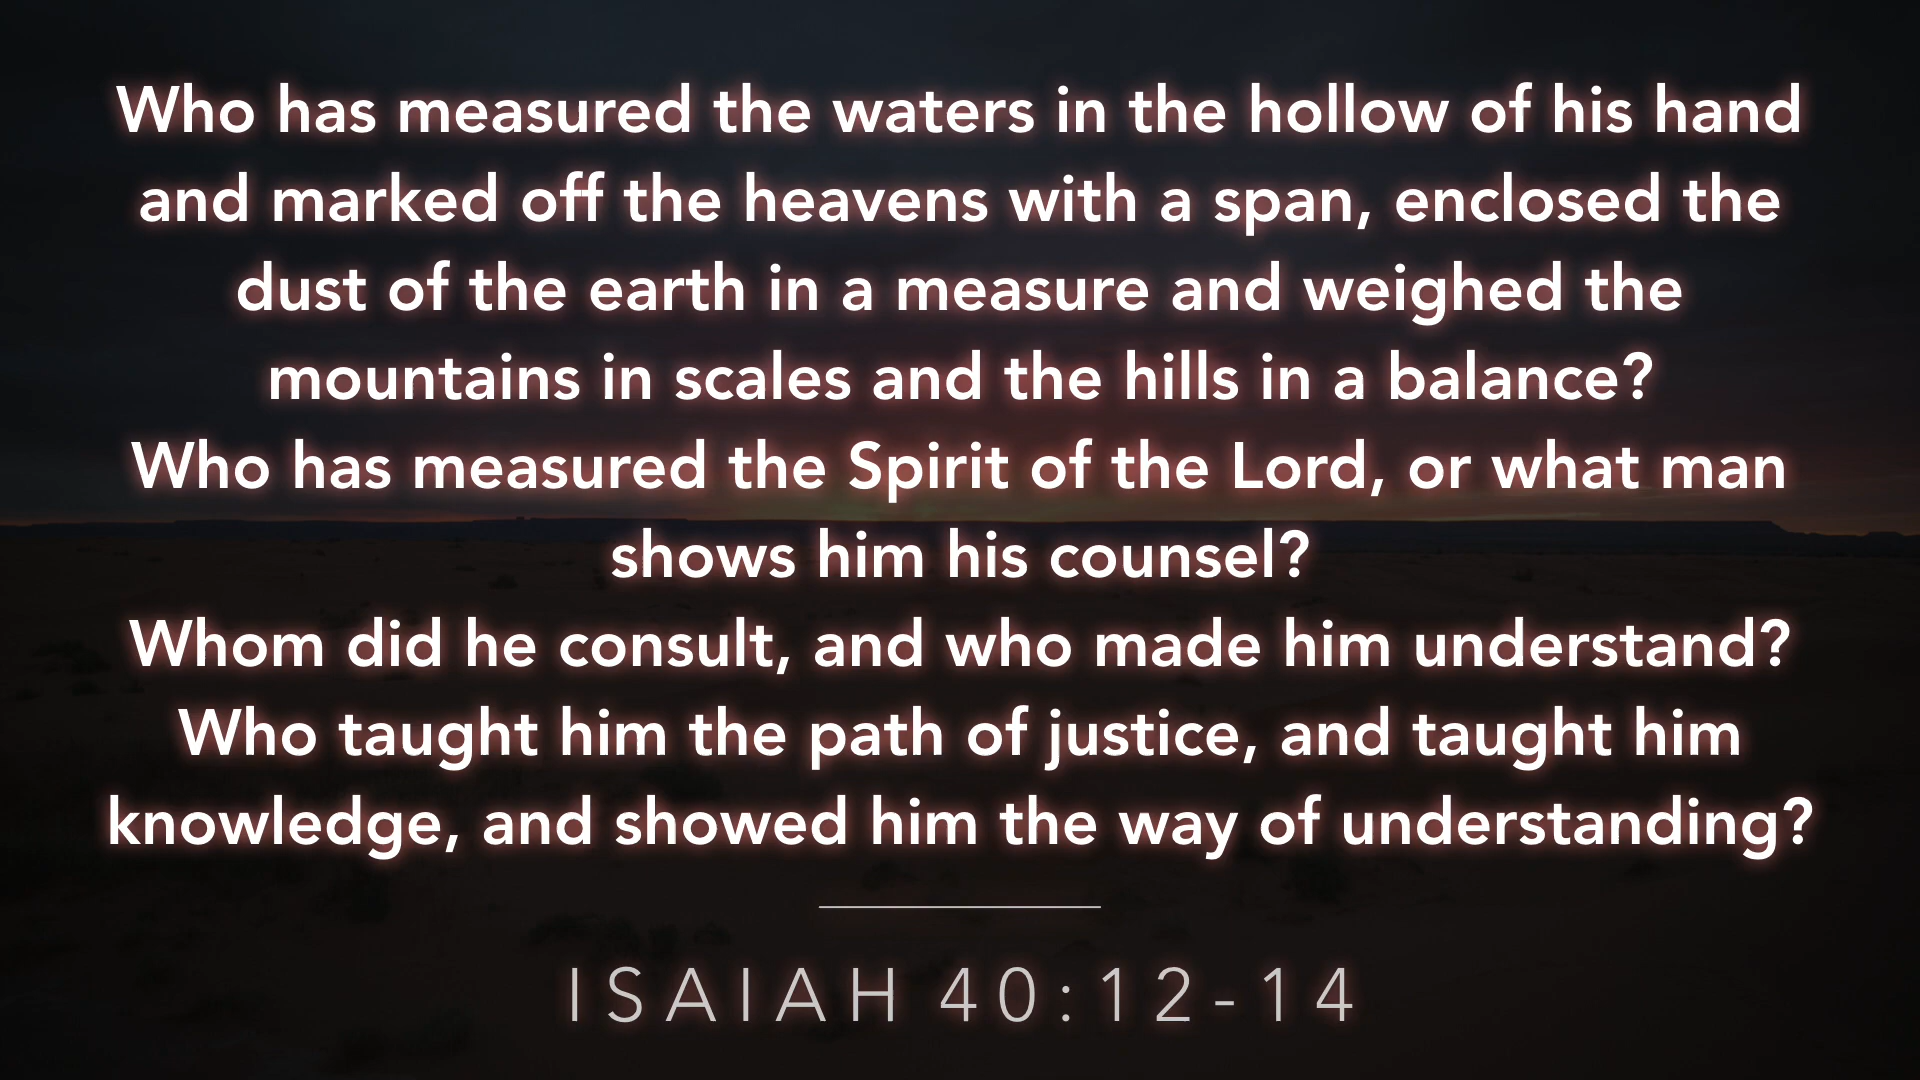 Who has measured the waters in the hollow of his hand
and marked off the heavens with a span, enclosed the
dust of the earth in a measure and weighed the
mountains in scales and the hills in a balance?
Who has measured the Spirit of the Lord, or what man
shows him his counsel?
Whom did he consult, and who made him understand?
Who taught him the path of justice, and taught him
knowledge, and showed him the way of understanding?
ISAIAH 40:12-14